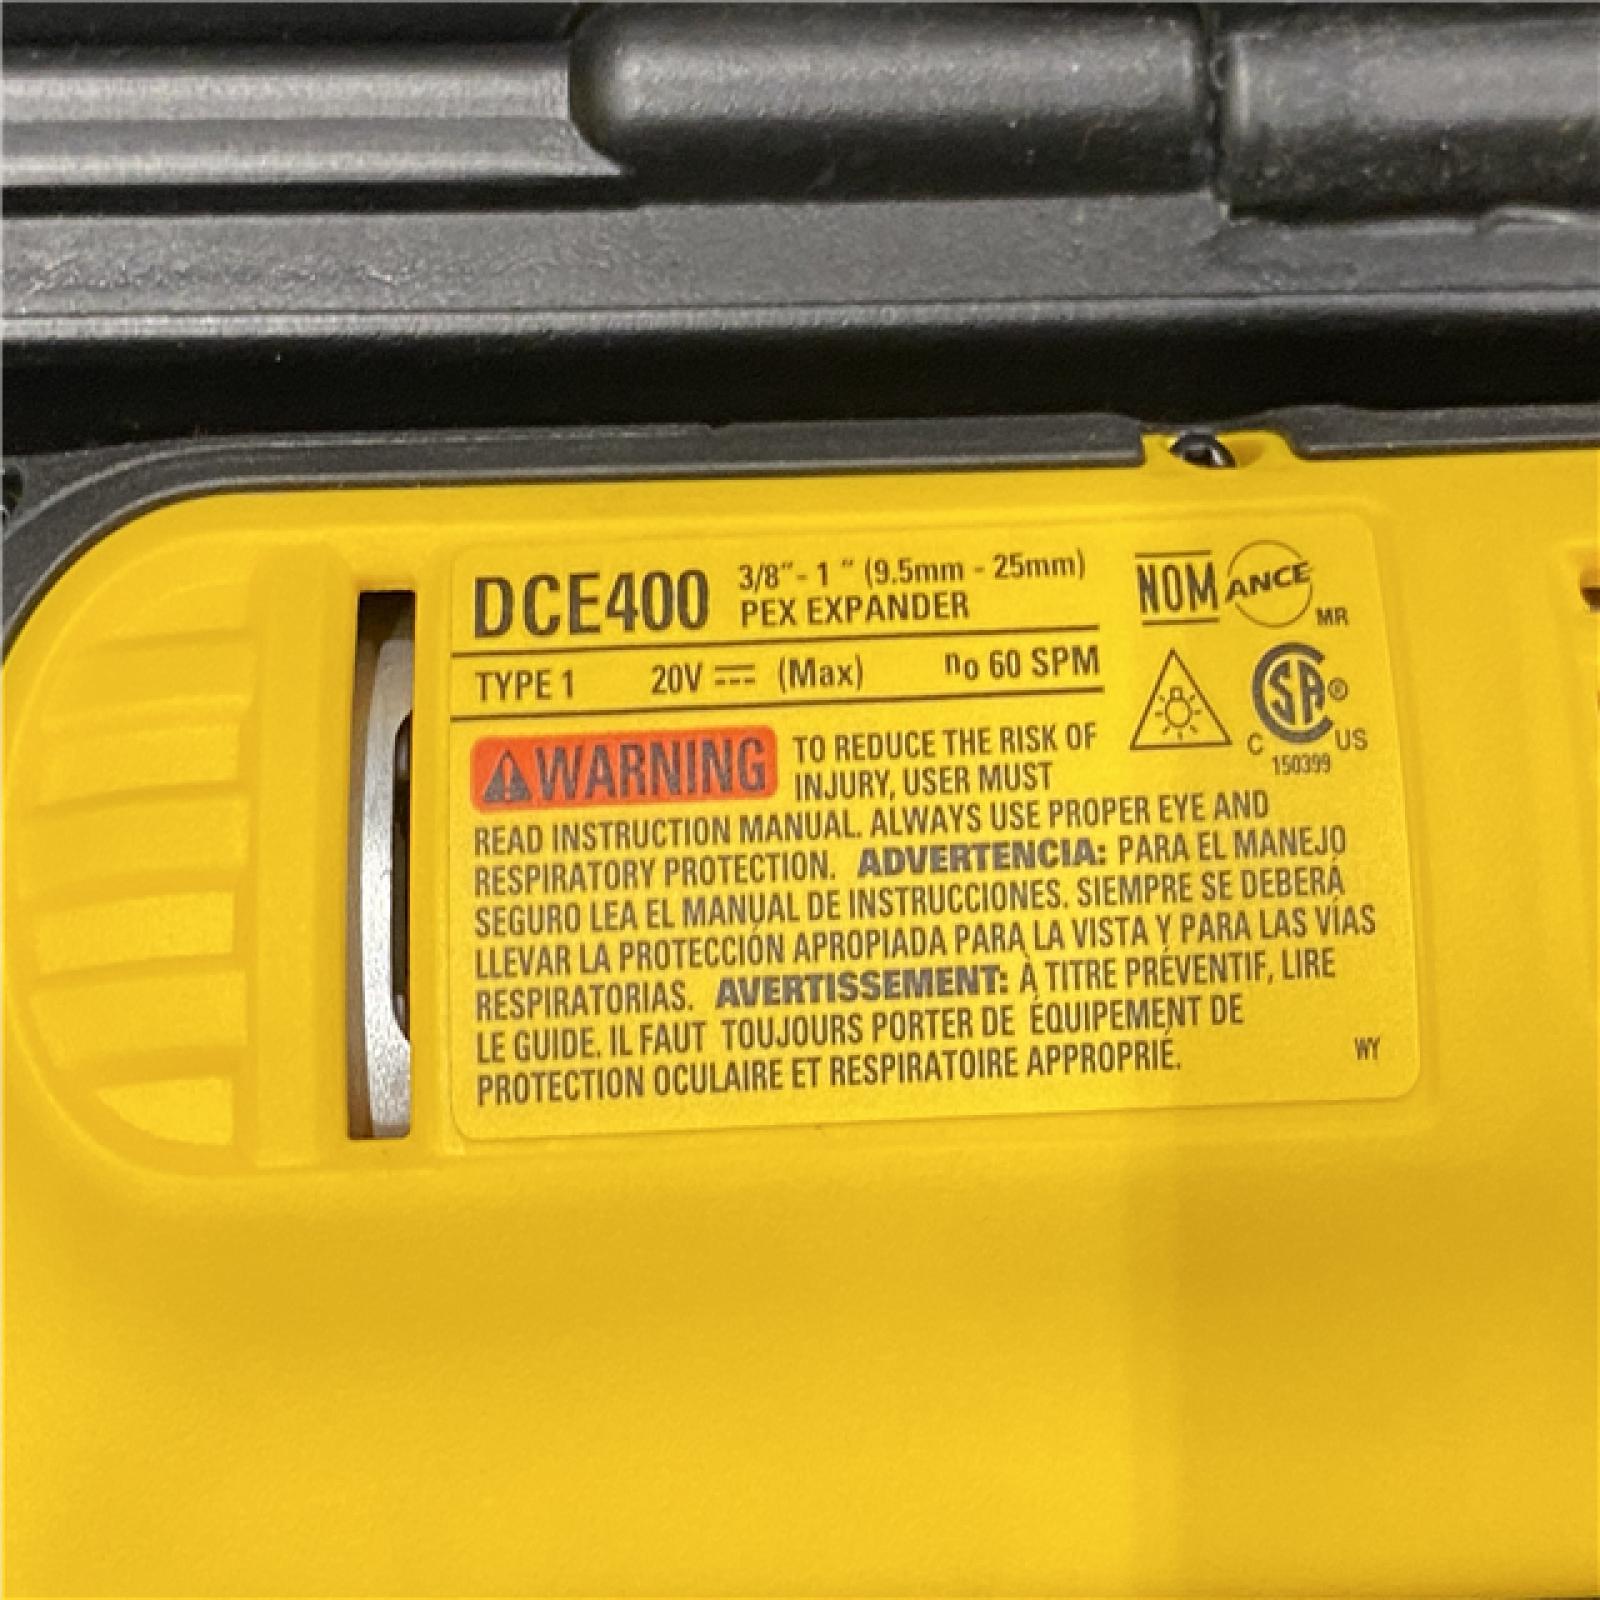 DCE400 3/8"- 1 " (9.5mm - 25mm)
PEX EXPANDER
NOM ANCE MR
TYPE 1 20V ⎓ (Max) no 60 SPM
CSA® C US
150399
⚠WARNING TO REDUCE THE RISK OF
INJURY, USER MUST
READ INSTRUCTION MANUAL. ALWAYS USE PROPER EYE AND
RESPIRATORY PROTECTION. ADVERTENCIA: PARA EL MANEJO
SEGURO LEA EL MANUAL DE INSTRUCCIONES. SIEMPRE SE DEBERÁ
LLEVAR LA PROTECCIÓN APROPIADA PARA LA VISTA Y PARA LAS VÍAS
RESPIRATORIAS. AVERTISSEMENT: À TITRE PRÉVENTIF, LIRE
LE GUIDE. IL FAUT TOUJOURS PORTER DE ÉQUIPEMENT DE
PROTECTION OCULAIRE ET RESPIRATOIRE APPROPRIÉ.
WY